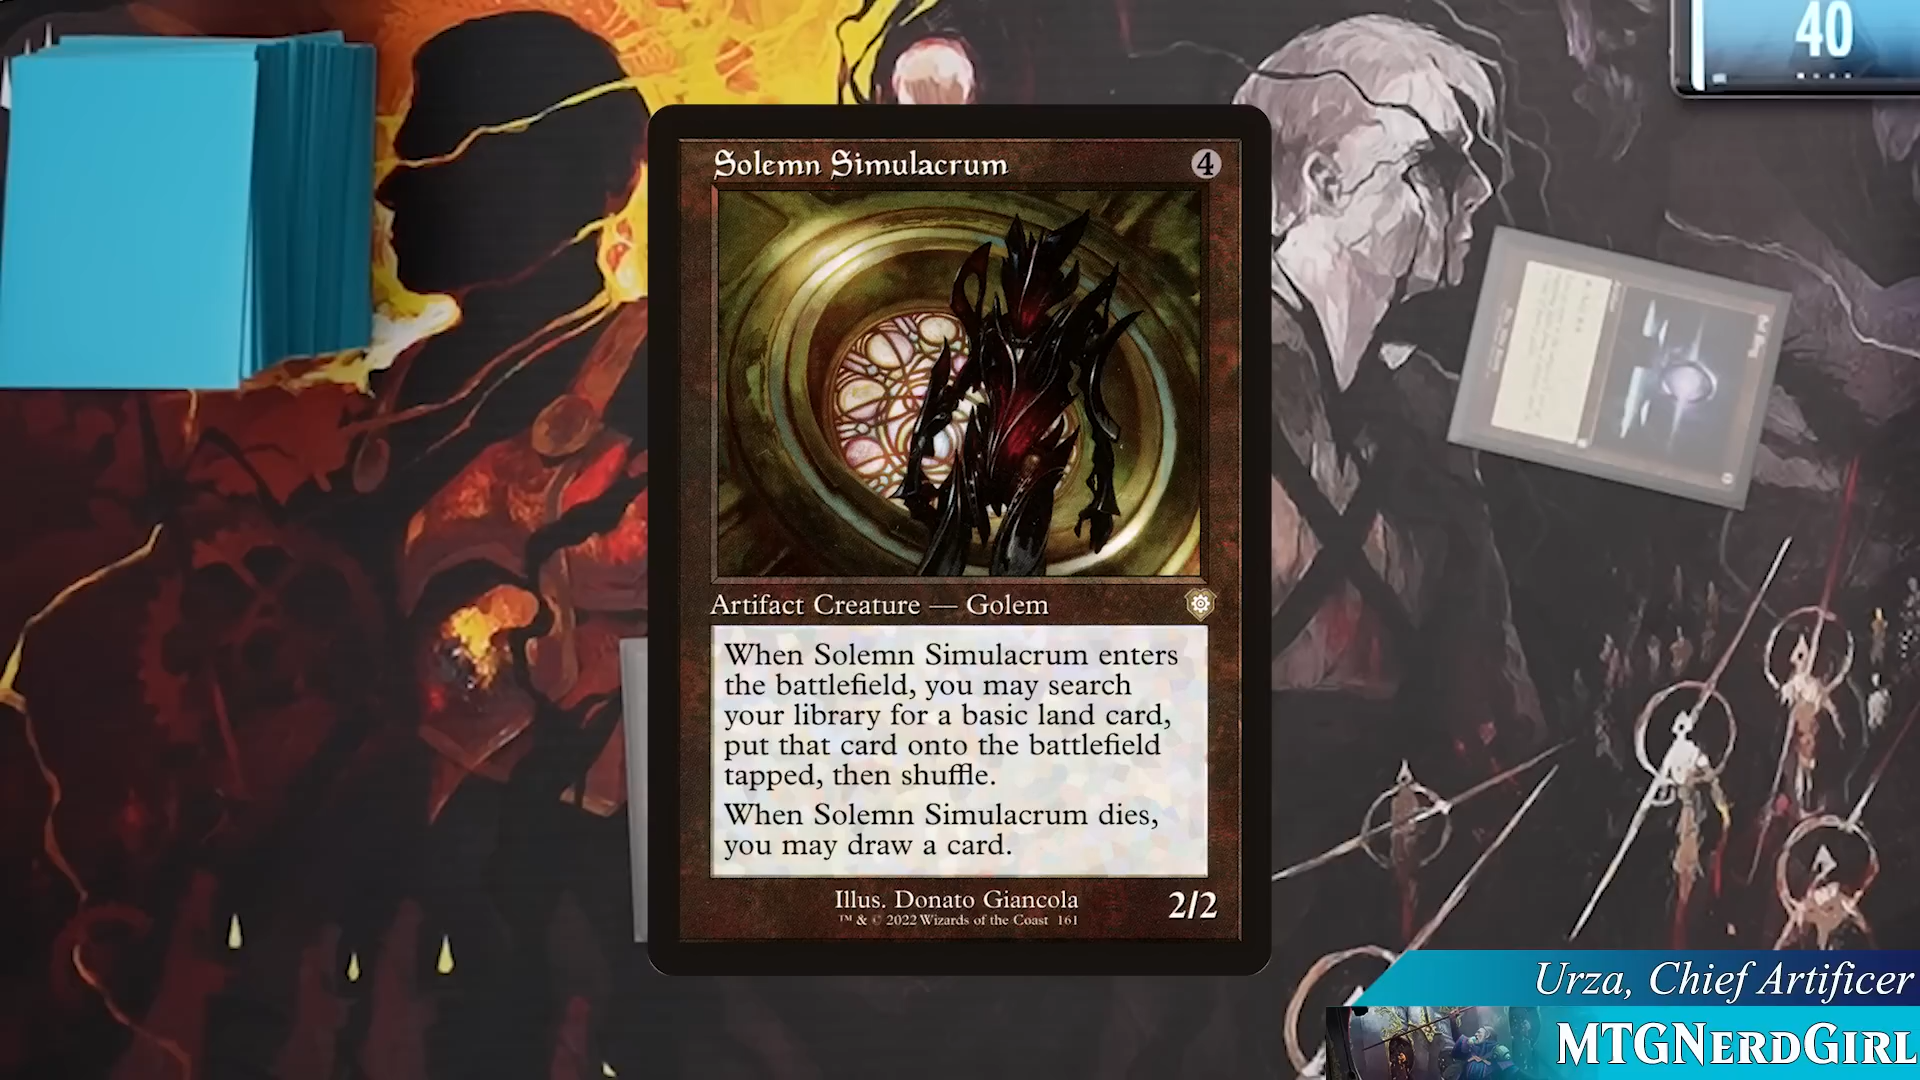 40
Solemn Simulacrum
4
Artifact Creature — Golem
When Solemn Simulacrum enters
the battlefield, you may search
your library for a basic land card,
put that card onto the battlefield
tapped, then shuffle.
When Solemn Simulacrum dies,
you may draw a card.
Illus. Donato Giancola
™ & © 2022 Wizards of the Coast 161
2/2
Urza, Chief Artificer
MTGNerdGirl